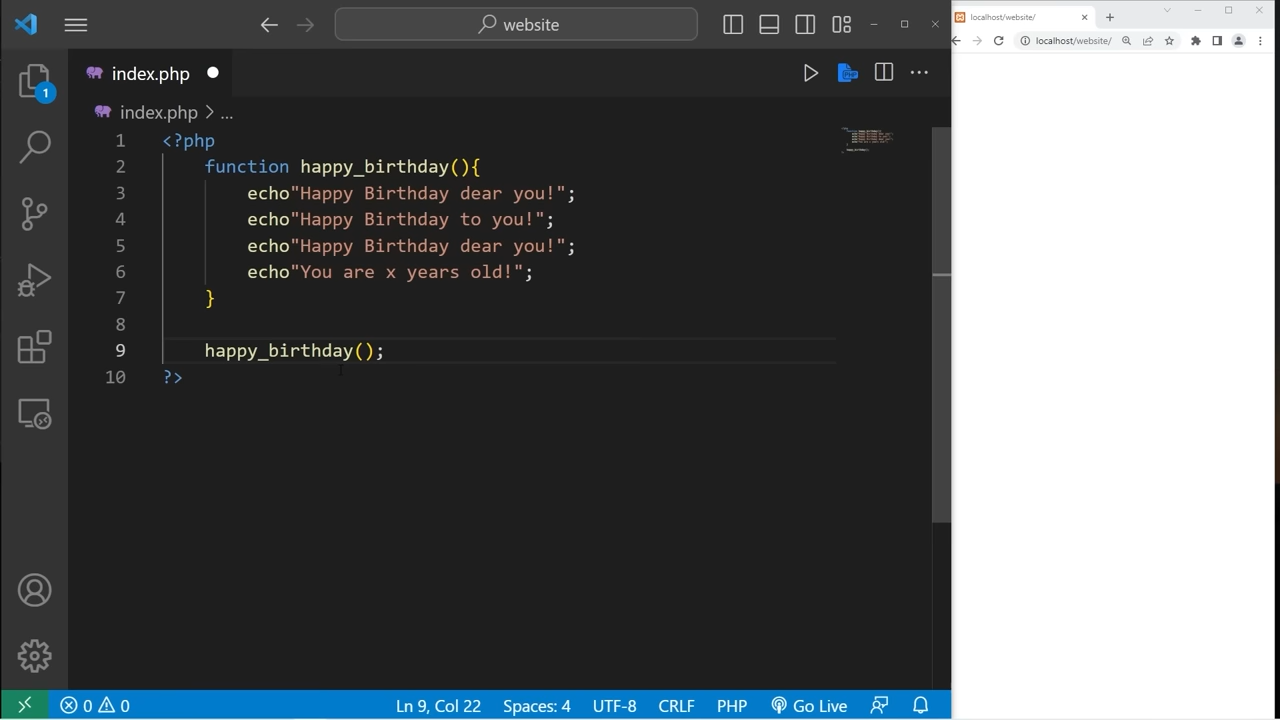 website
localhost/website/
localhost/website/
index.php
index.php > ...
1 <?php
2 function happy_birthday(){
3 echo"Happy Birthday dear you!";
4 echo"Happy Birthday to you!";
5 echo"Happy Birthday dear you!";
6 echo"You are x years old!";
7 }
8
9 happy_birthday();
10 ?>
1
0 0 Ln 9, Col 22 Spaces: 4 UTF-8 CRLF PHP Go Live